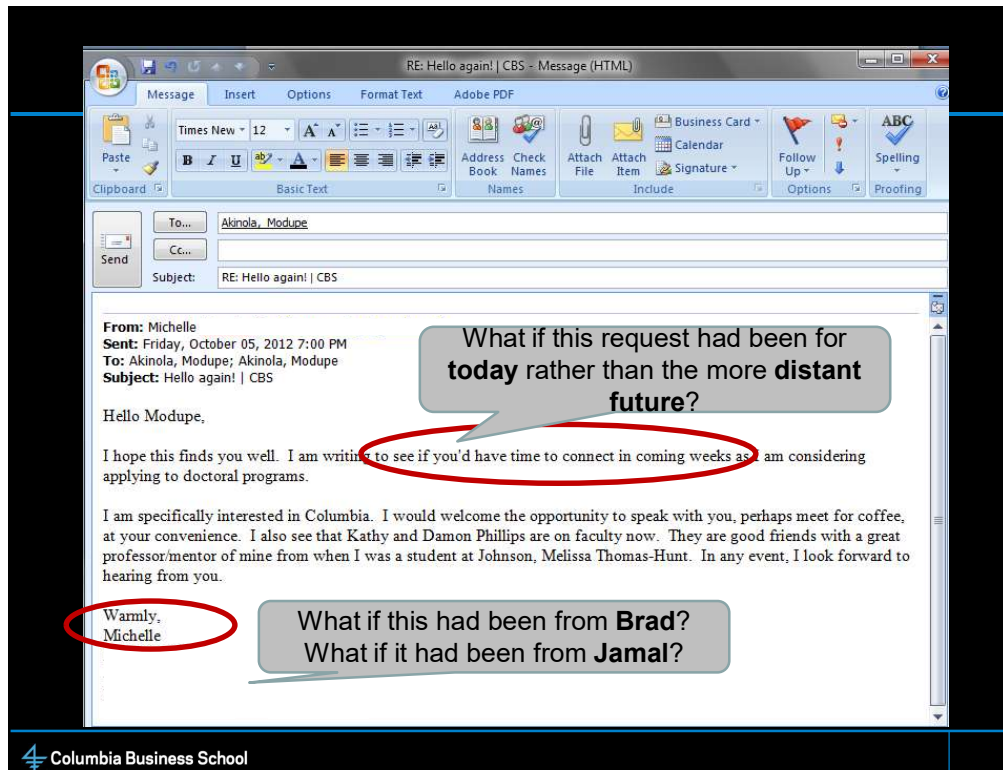 RE: Hello again! | CBS - Message (HTML)
Message Insert Options Format Text Adobe PDF
Times New 12
Paste
B I U ab A
Address Book
Check Names
Attach File
Attach Item
Business Card
Calendar
Signature
Follow Up
ABC
Spelling
Clipboard Basic Text Names Include Options Proofing
To... Akinola, Modupe
Cc...
Send
Subject: RE: Hello again! | CBS
From: Michelle
Sent: Friday, October 05, 2012 7:00 PM
To: Akinola, Modupe; Akinola, Modupe
Subject: Hello again! | CBS
What if this request had been for
today rather than the more distant
future?
Hello Modupe,
I hope this finds you well. I am writing to see if you'd have time to connect in coming weeks as I am considering
applying to doctoral programs.
I am specifically interested in Columbia. I would welcome the opportunity to speak with you, perhaps meet for coffee,
at your convenience. I also see that Kathy and Damon Phillips are on faculty now. They are good friends with a great
professor/mentor of mine from when I was a student at Johnson, Melissa Thomas-Hunt. In any event, I look forward to
hearing from you.
Warmly,
Michelle
What if this had been from Brad?
What if it had been from Jamal?
Columbia Business School